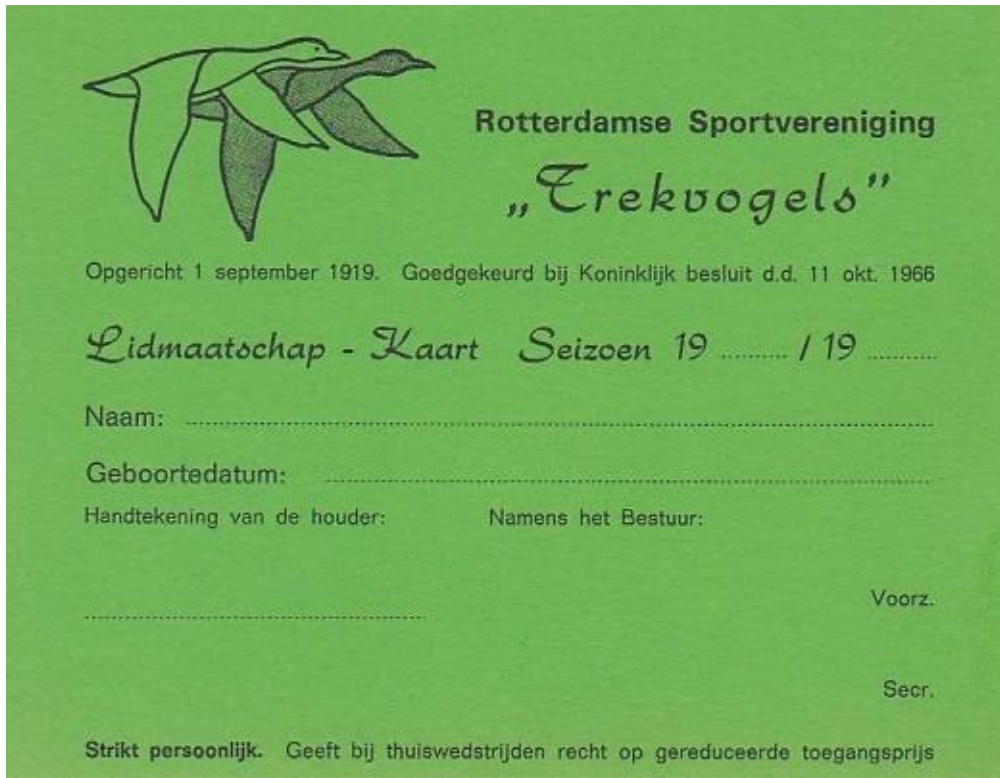 Rotterdamse Sportvereniging
„Trekvogels”
Opgericht 1 september 1919. Goedgekeurd bij Koninklijk besluit d.d. 11 okt. 1966
Lidmaatschap - Kaart Seizoen 19 ......... / 19 .........
Naam: ................................................................
Geboortedatum: ................................................................
Handtekening van de houder: Namens het Bestuur:
Voorz.
................................................................
Secr.
Strikt persoonlijk. Geeft bij thuiswedstrijden recht op gereduceerde toegangsprijs